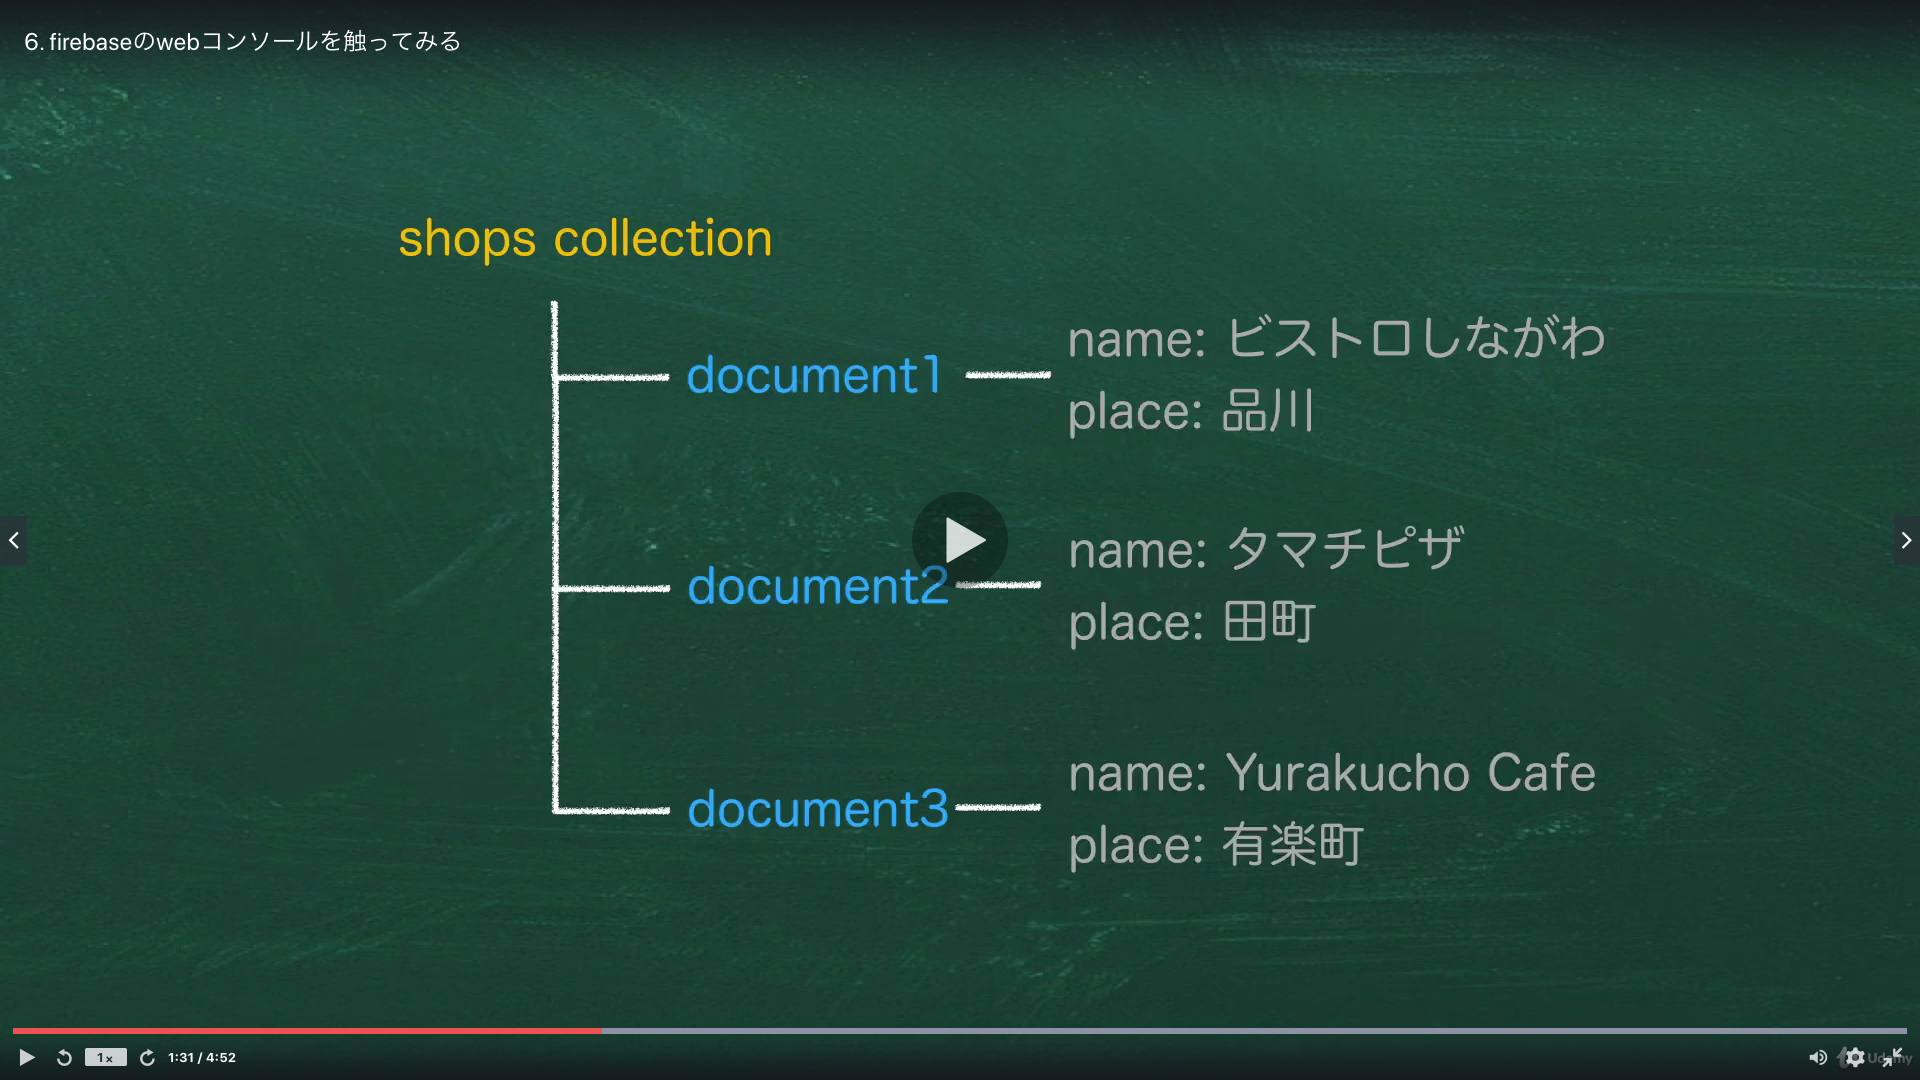 6. firebaseのwebコンソールを触ってみる
shops collection
document1
name: ビストロしながわ
place: 品川
document2
name: タマチピザ
place: 田町
document3
name: Yurakucho Cafe
place: 有楽町
1x
1:31 / 4:52
Udemy